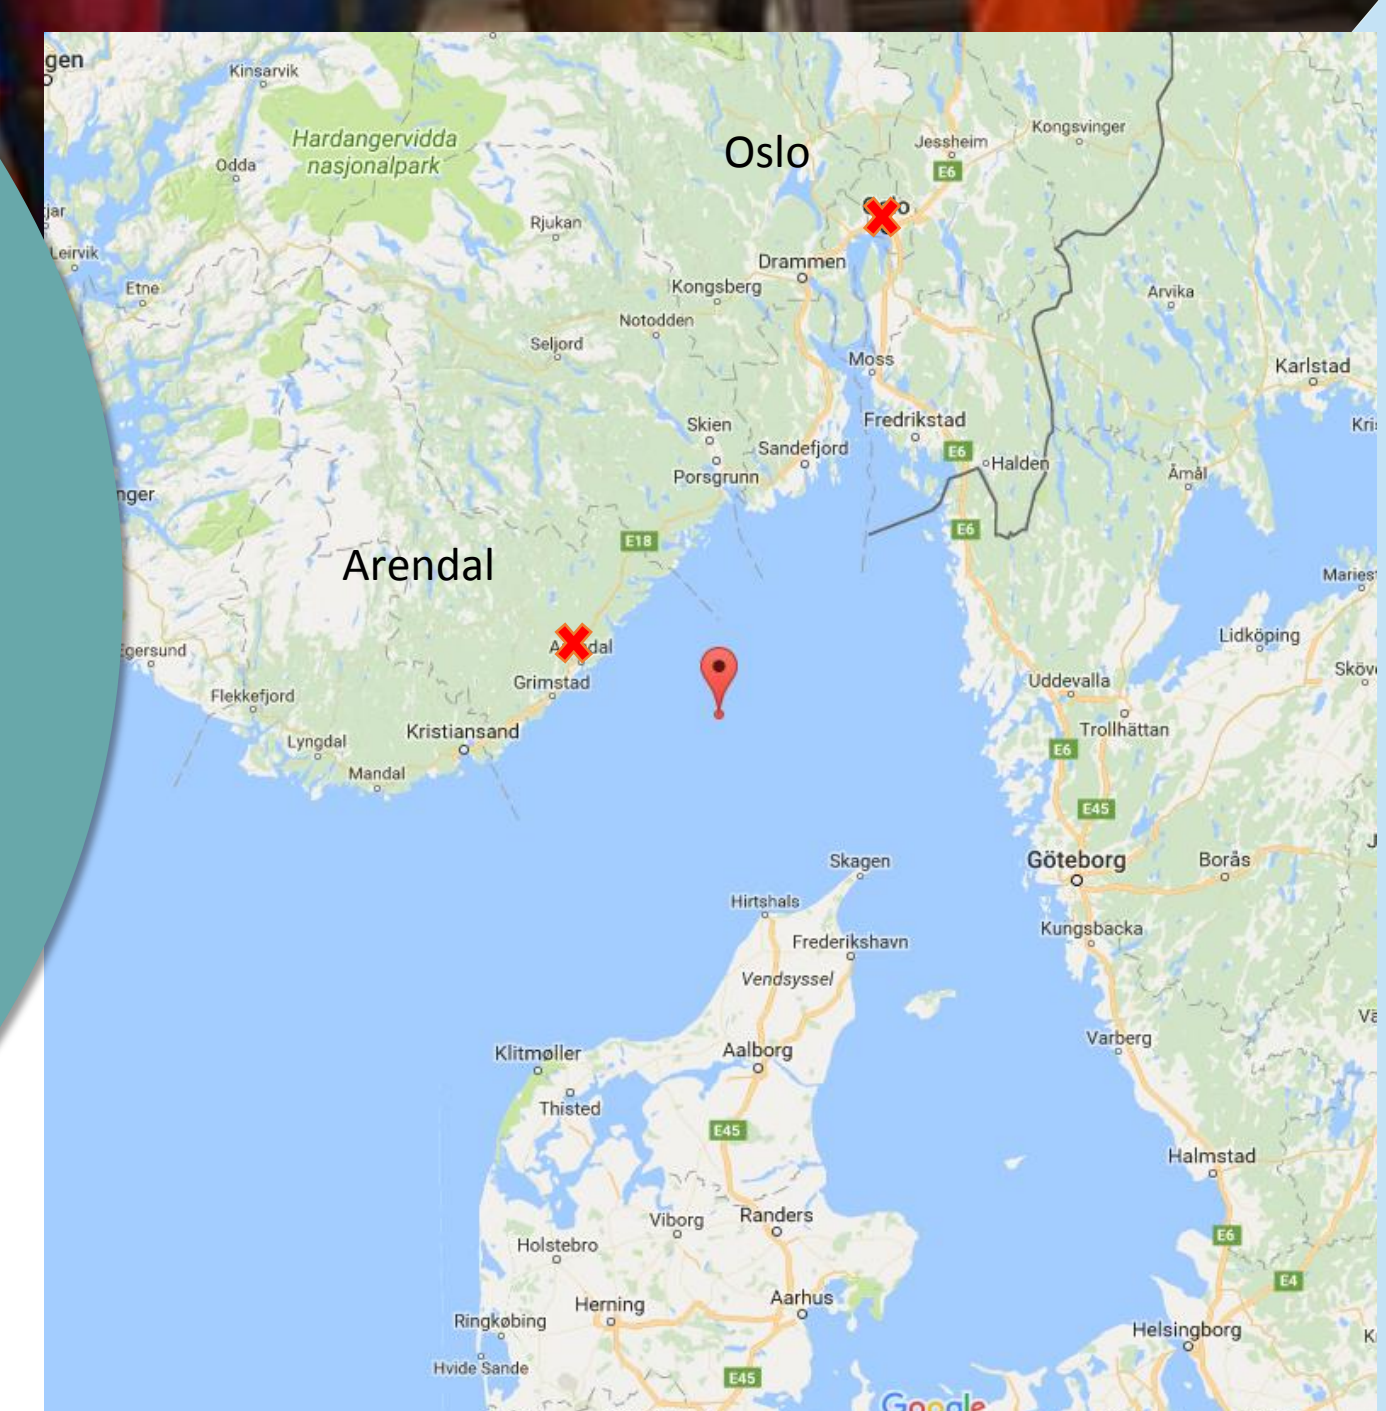 gen
Kinsarvik
Hardangervidda
nasjonalpark
Odda
Oslo
Jessheim
Kongsvinger
E6
jar
Leirvik
Etne
Rjukan
Drammen
Kongsberg
Notodden
Seljord
Arvika
Moss
Karlstad
Skien
Fredrikstad
Sandefjord
E6
Halden
Porsgrunn
Åmål
nger
E18
E6
Arendal
Lidköping
Egersund
Grimstad
Flekkefjord
Uddevalla
Trollhättan
Lyngdal
Kristiansand
E6
Mandal
E45
Skagen
Göteborg
Borås
Hirtshals
Frederikshavn
Kungsbacka
Vendsyssel
Varberg
Klitmøller
Aalborg
Thisted
E45
Halmstad
Viborg
Randers
Holstebro
E6
E4
Herning
Aarhus
Ringkøbing
Helsingborg
Hvide Sande
E45
Google